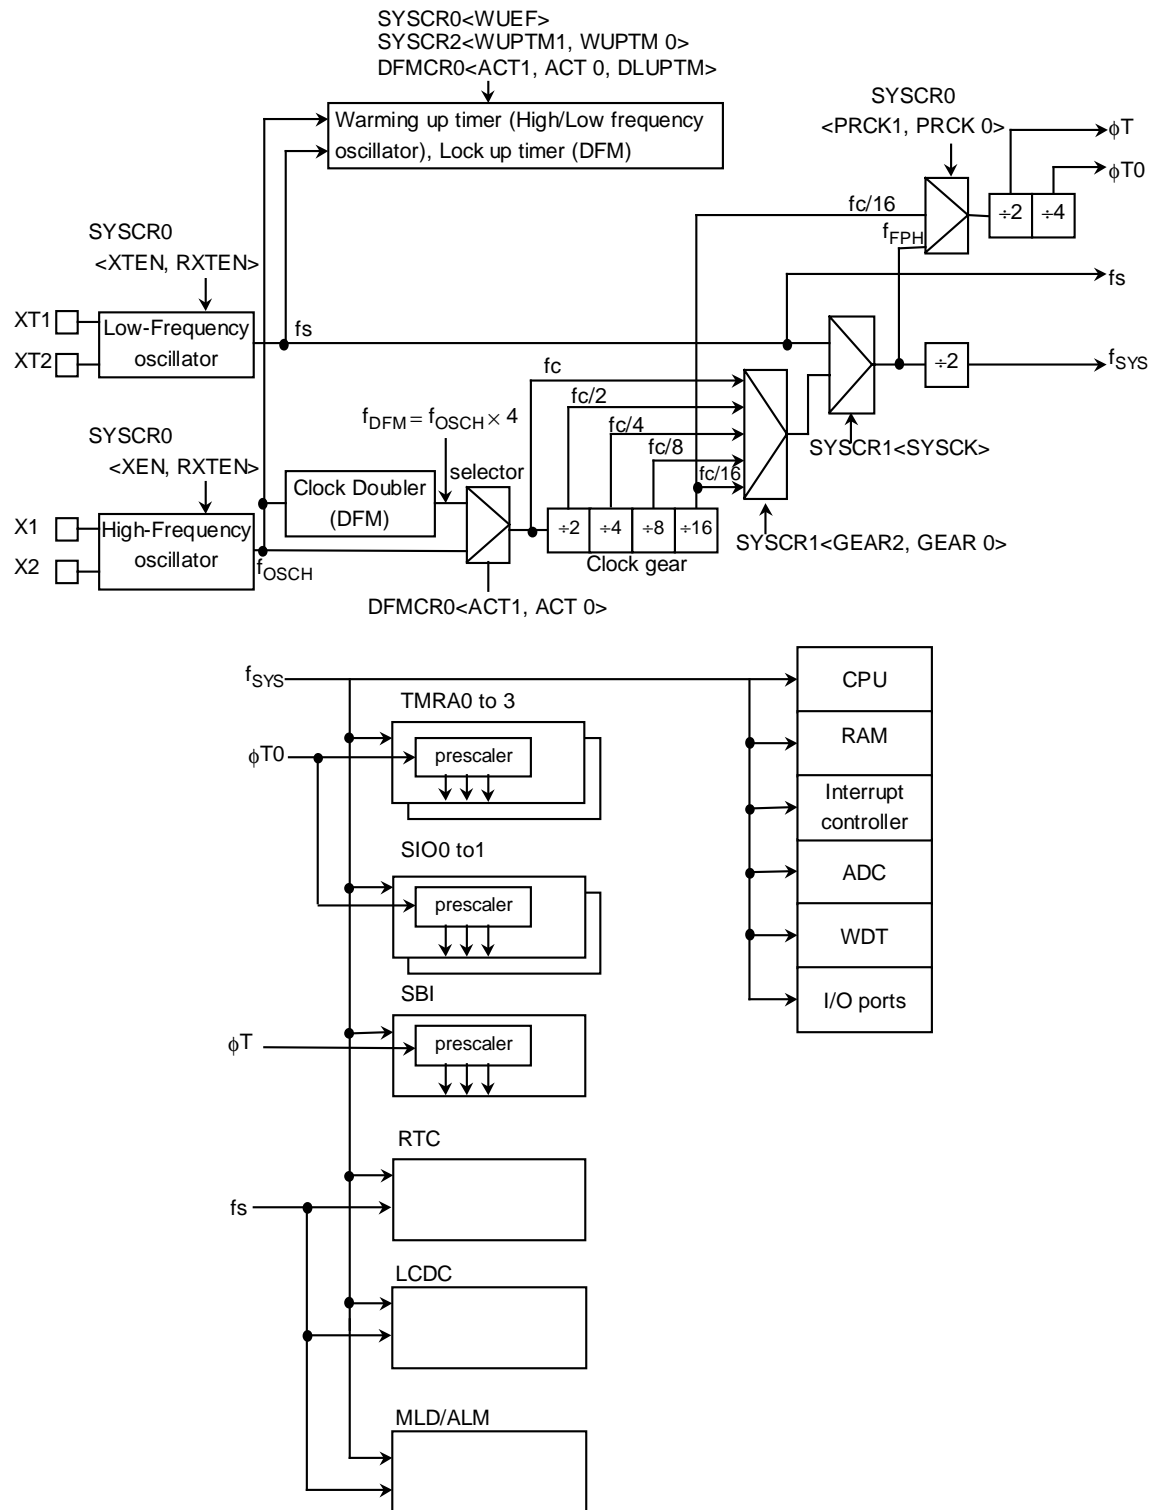 SYSCR0<WUEF>
SYSCR2<WUPTM1, WUPTM 0>
DFMCR0<ACT1, ACT 0, DLUPTM>
Warming up timer (High/Low frequency
oscillator), Lock up timer (DFM)
SYSCR0
<PRCK1, PRCK 0>
ϕT
ϕT0
fc/16
÷2
÷4
fFPH
SYSCR0
<XTEN, RXTEN>
fs
XT1
XT2
Low-Frequency
oscillator
fs
÷2
fSYS
fc
fc/2
fc/4
fc/8
fc/16
SYSCR1<SYSCK>
fDFM = fOSCH × 4
SYSCR0
<XEN, RXTEN>
selector
Clock Doubler
(DFM)
X1
X2
High-Frequency
oscillator
fOSCH
÷2
÷4
÷8
÷16
Clock gear
SYSCR1<GEAR2, GEAR 0>
DFMCR0<ACT1, ACT 0>
fSYS
TMRA0 to 3
ϕT0
prescaler
SIO0 to1
prescaler
SBI
ϕT
prescaler
RTC
fs
LCDC
MLD/ALM
CPU
RAM
Interrupt
controller
ADC
WDT
I/O ports